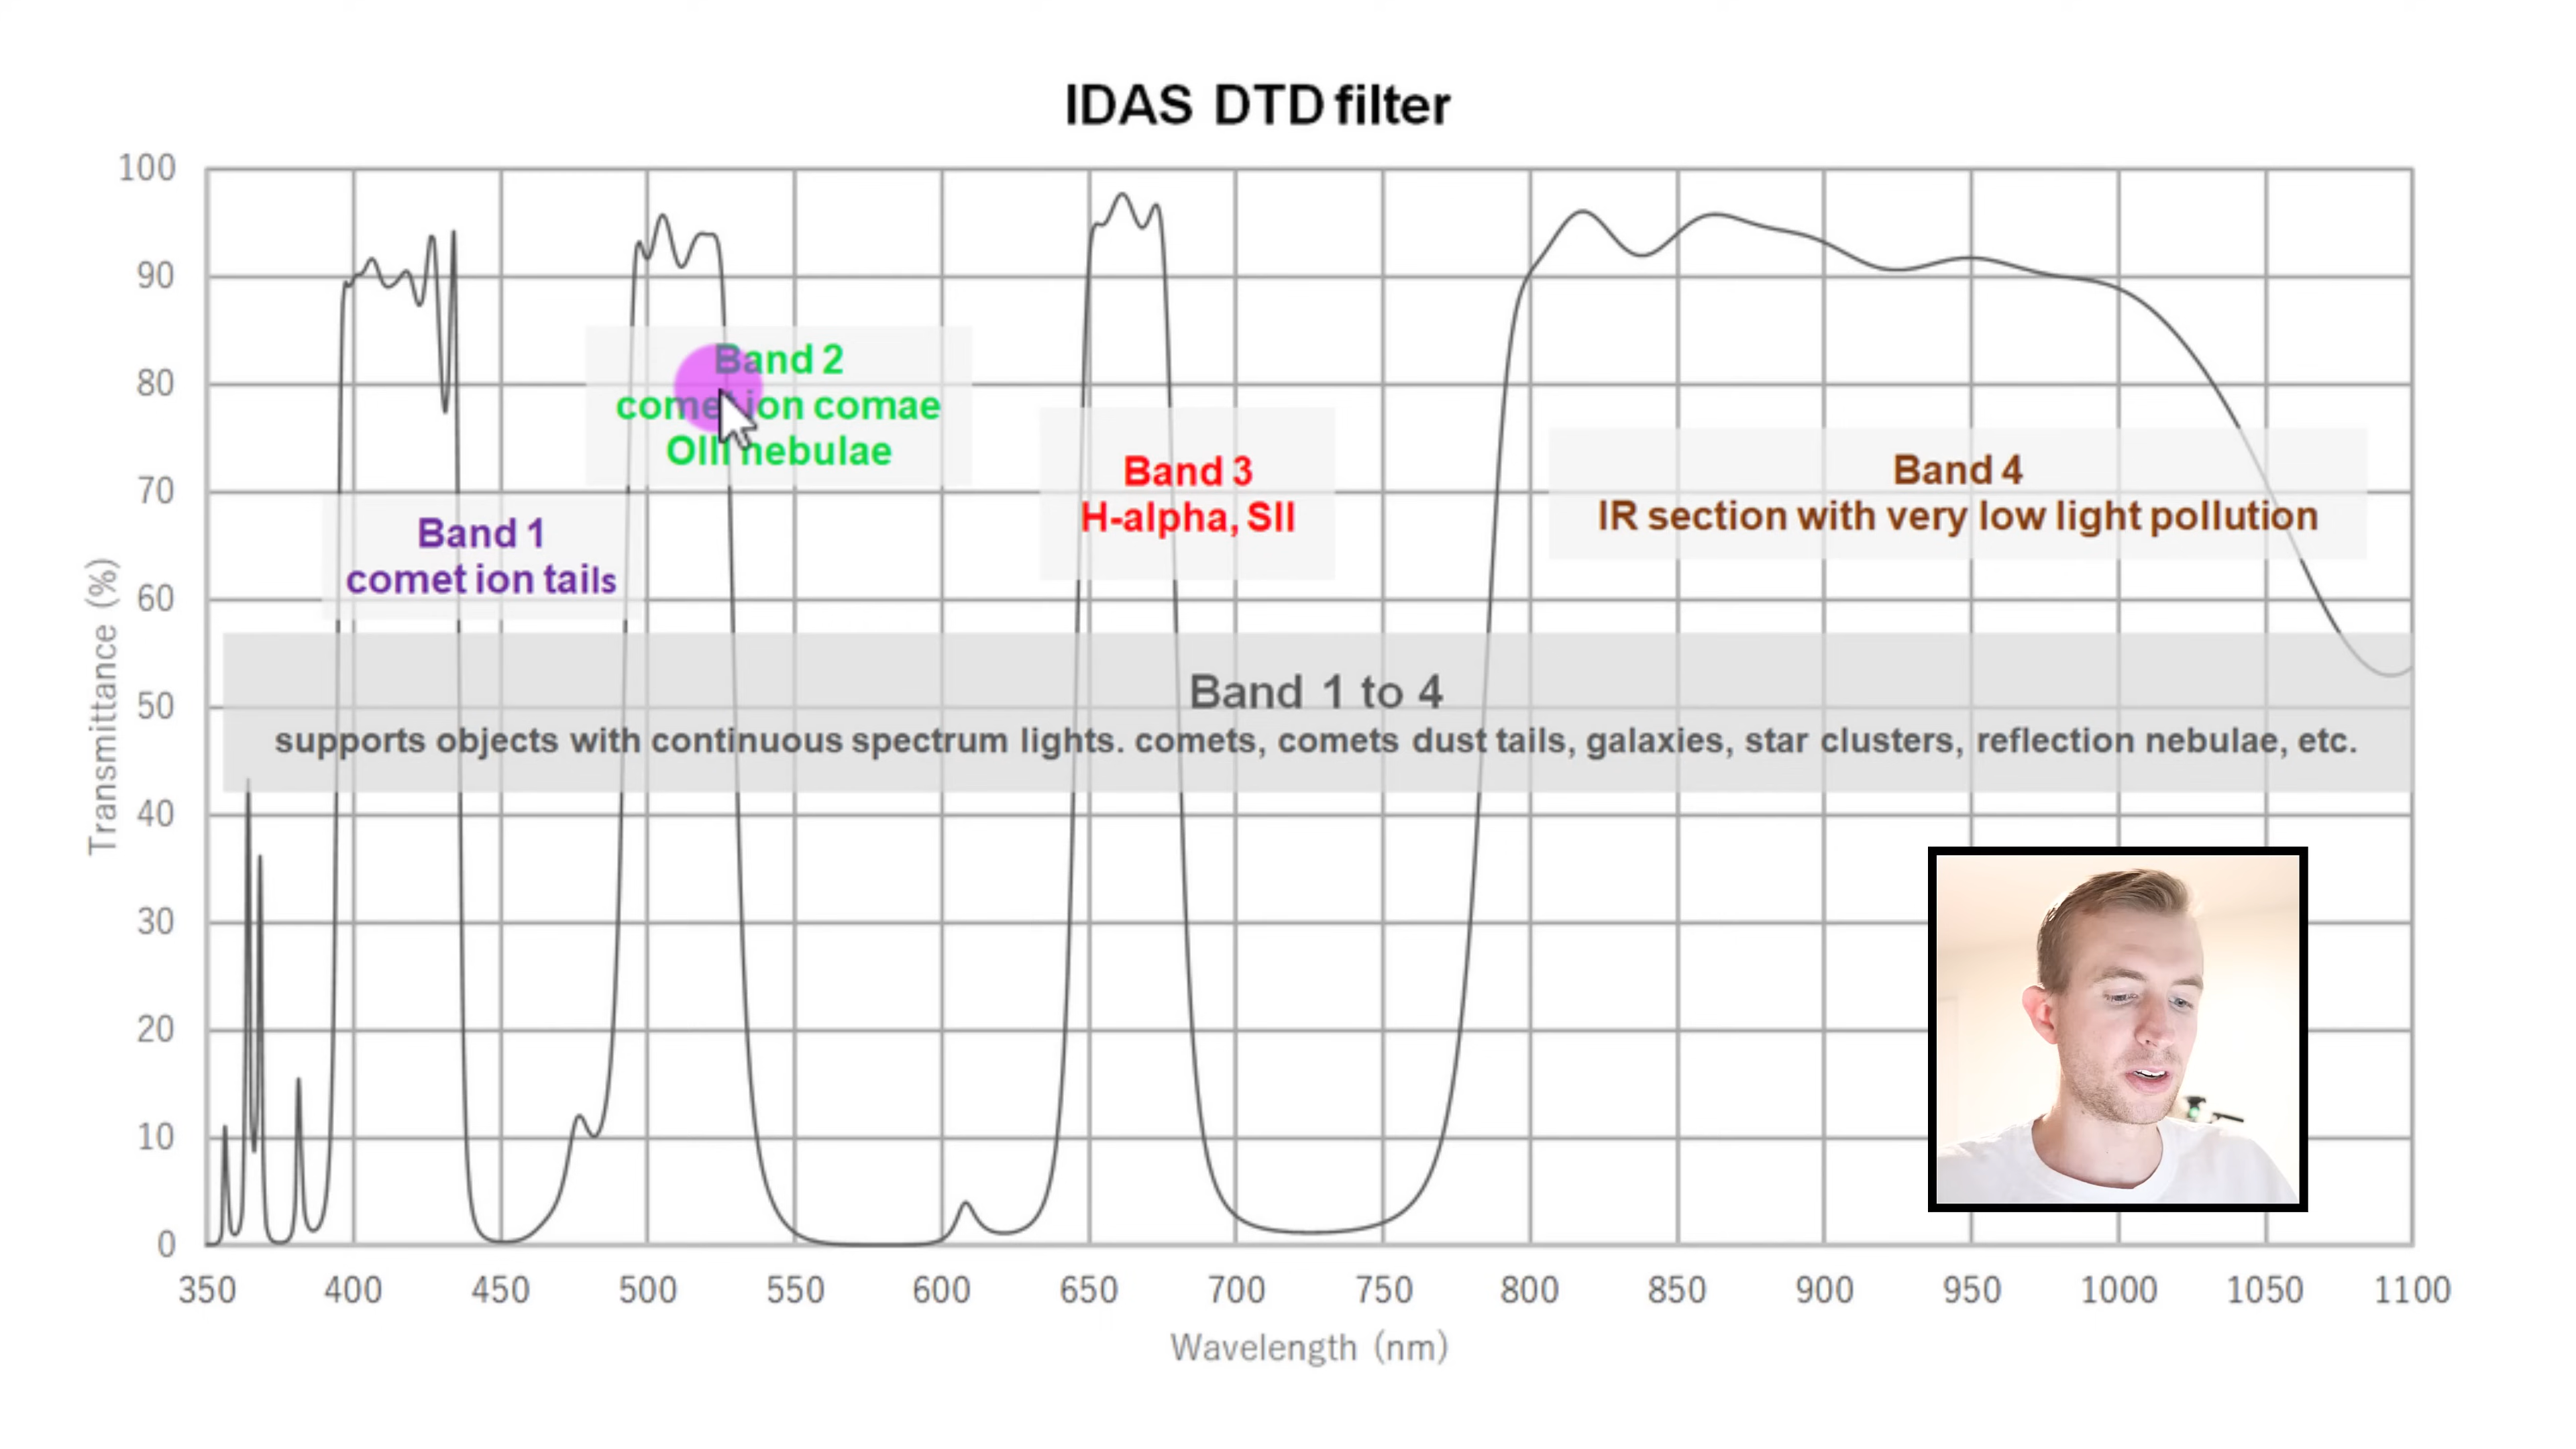 IDAS DTD filter
100
90
80
70
60
50
40
30
20
10
0
Transmittance (%)
Band 1
comet ion tails
Band 2
comet ion comae
OIII nebulae
Band 3
H-alpha, SII
Band 4
IR section with very low light pollution
Band 1 to 4
supports objects with continuous spectrum lights. comets, comets dust tails, galaxies, star clusters, reflection nebulae, etc.
350 400 450 500 550 600 650 700 750 800 850 900 950 1000 1050 1100
Wavelength (nm)